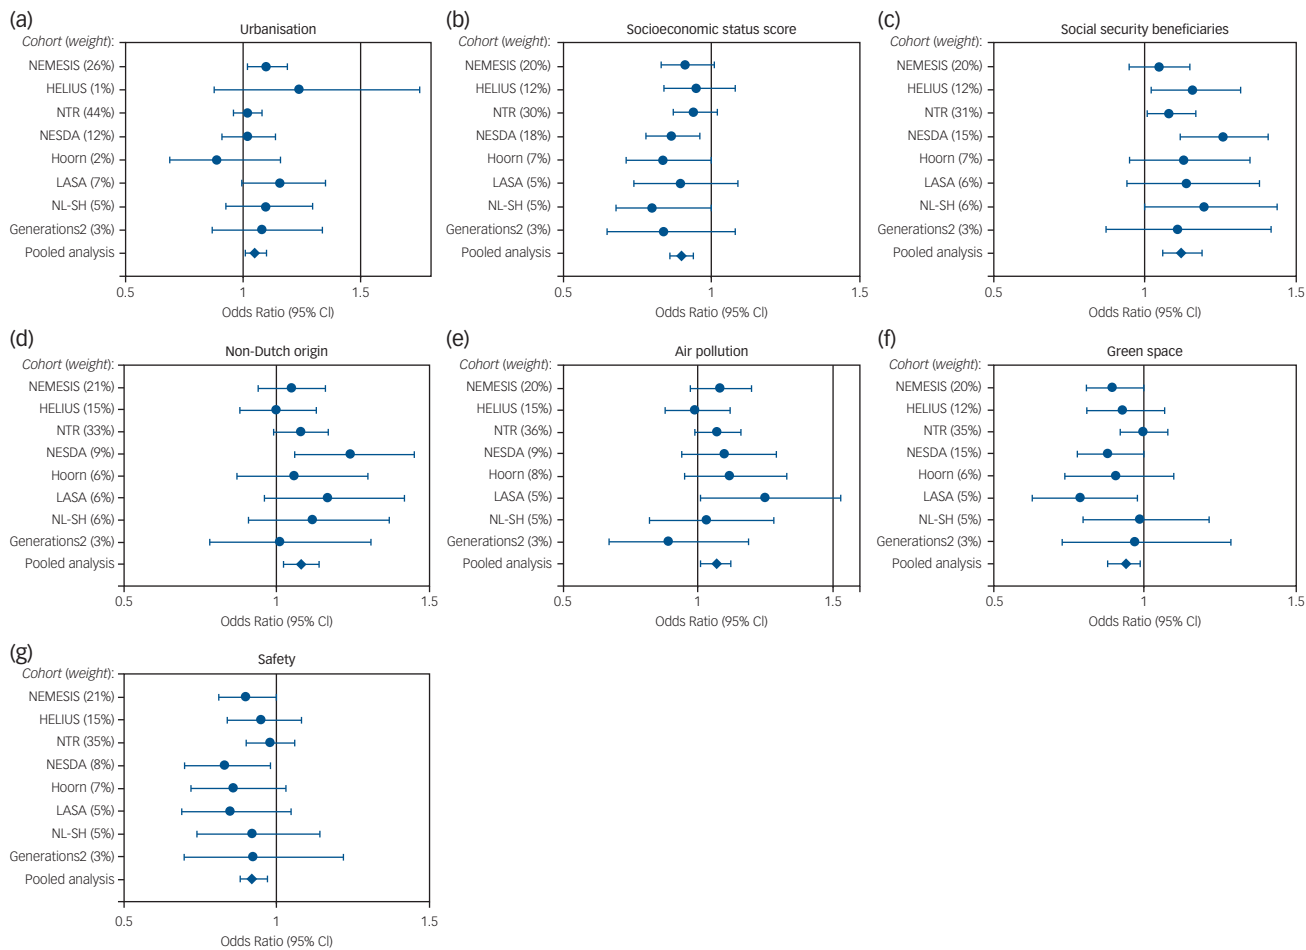 (a)
Urbanisation
Cohort (weight):
NEMESIS (26%)
HELIUS (1%)
NTR (44%)
NESDA (12%)
Hoorn (2%)
LASA (7%)
NL-SH (5%)
Generations2 (3%)
Pooled analysis
0.5 1 1.5
Odds Ratio (95% CI)
(b)
Socioeconomic status score
Cohort (weight):
NEMESIS (20%)
HELIUS (12%)
NTR (30%)
NESDA (18%)
Hoorn (7%)
LASA (5%)
NL-SH (5%)
Generations2 (3%)
Pooled analysis
0.5 1 1.5
Odds Ratio (95% CI)
(c)
Social security beneficiaries
Cohort (weight):
NEMESIS (20%)
HELIUS (12%)
NTR (31%)
NESDA (15%)
Hoorn (7%)
LASA (6%)
NL-SH (6%)
Generations2 (3%)
Pooled analysis
0.5 1 1.5
Odds Ratio (95% CI)
(d)
Non-Dutch origin
Cohort (weight):
NEMESIS (21%)
HELIUS (15%)
NTR (33%)
NESDA (9%)
Hoorn (6%)
LASA (6%)
NL-SH (6%)
Generations2 (3%)
Pooled analysis
0.5 1 1.5
Odds Ratio (95% CI)
(e)
Air pollution
Cohort (weight):
NEMESIS (20%)
HELIUS (15%)
NTR (36%)
NESDA (9%)
Hoorn (8%)
LASA (5%)
NL-SH (5%)
Generations2 (3%)
Pooled analysis
0.5 1 1.5
Odds Ratio (95% CI)
(f)
Green space
Cohort (weight):
NEMESIS (20%)
HELIUS (12%)
NTR (35%)
NESDA (15%)
Hoorn (6%)
LASA (5%)
NL-SH (5%)
Generations2 (3%)
Pooled analysis
0.5 1 1.5
Odds Ratio (95% CI)
(g)
Safety
Cohort (weight):
NEMESIS (21%)
HELIUS (15%)
NTR (35%)
NESDA (8%)
Hoorn (7%)
LASA (5%)
NL-SH (5%)
Generations2 (3%)
Pooled analysis
0.5 1 1.5
Odds Ratio (95% CI)